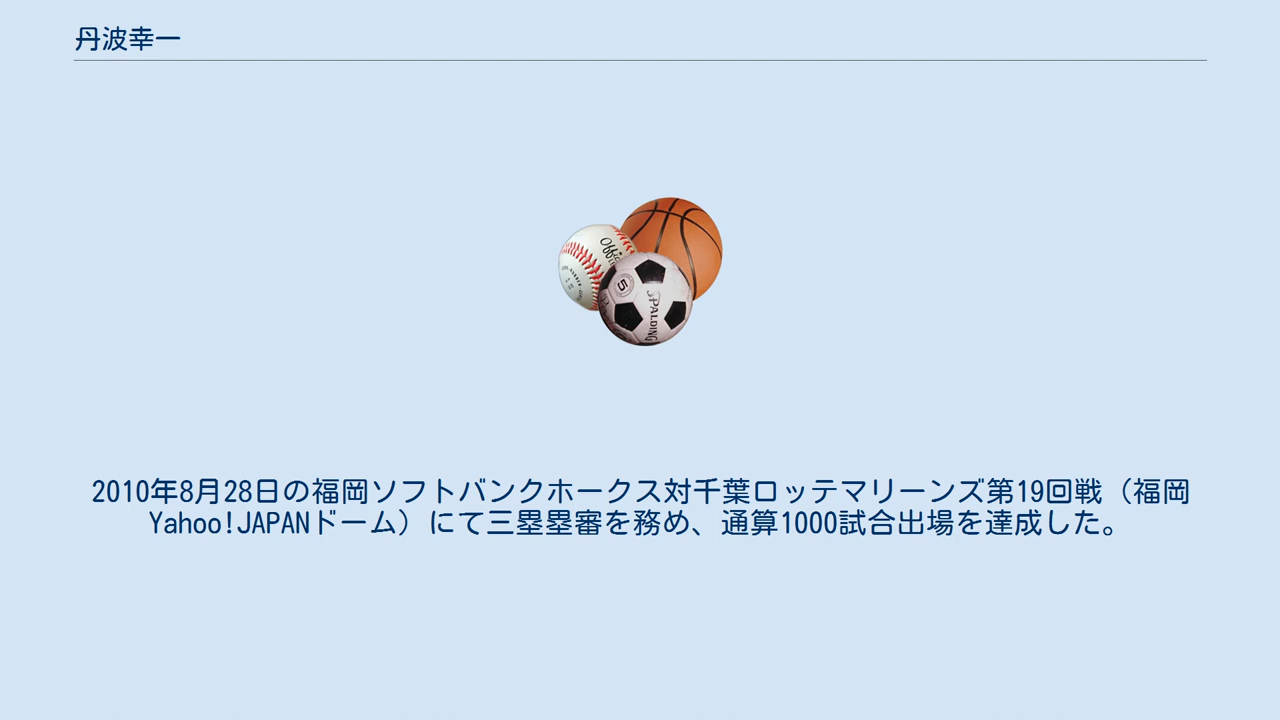 丹波幸一
Offic
5
SPALDING
2010年8月28日の福岡ソフトバンクホークス対千葉ロッテマリーンズ第19回戦（福岡
Yahoo!JAPANドーム）にて三塁塁審を務め、通算1000試合出場を達成した。